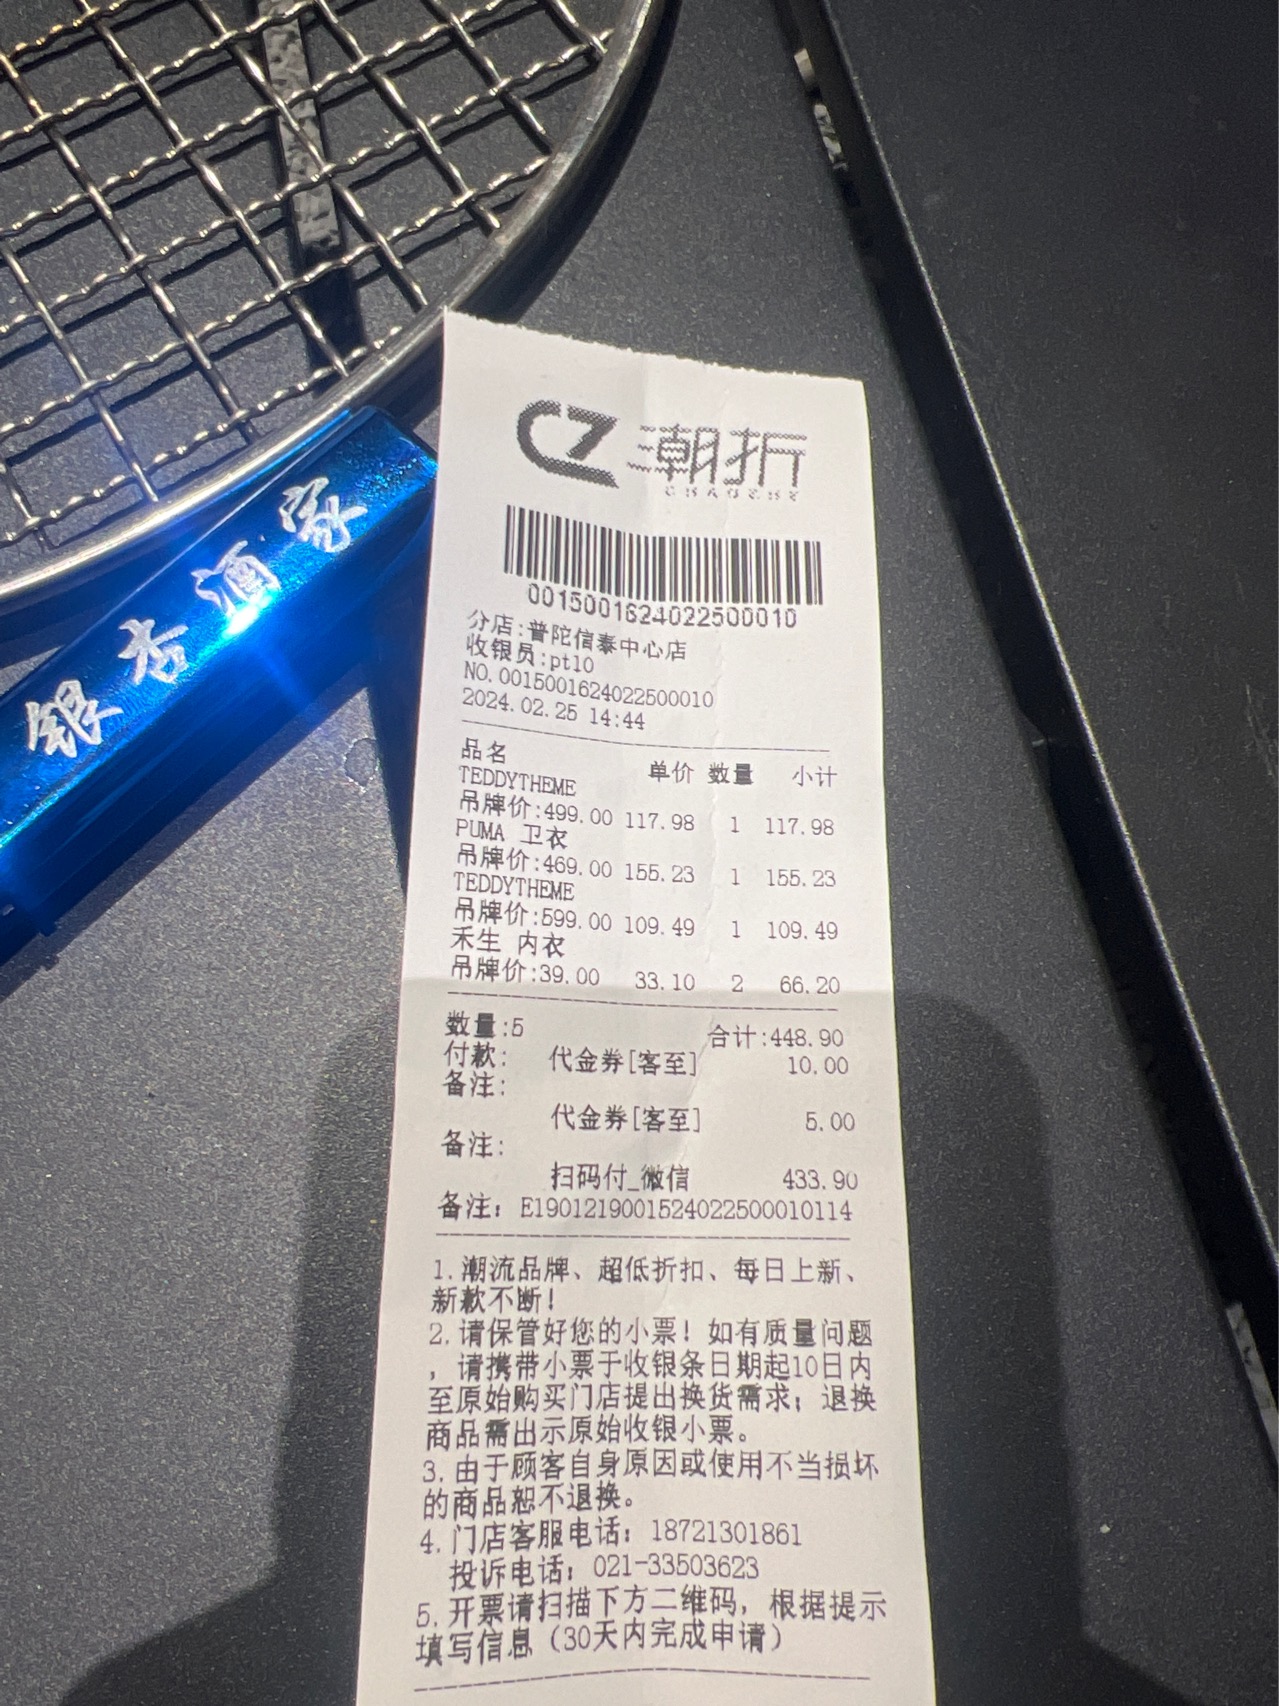 银杏酒家
CZ 潮折
CHAOZHE
0015001624022500010
分店:普陀信泰中心店
收银员:pt10
NO.0015001624022500010
2024.02.25 14:44
品名 单价 数量 小计
TEDDYTHEME
吊牌价:499.00 117.98 1 117.98
PUMA 卫衣
吊牌价:469.00 155.23 1 155.23
TEDDYTHEME
吊牌价:599.00 109.49 1 109.49
禾生 内衣
吊牌价:39.00 33.10 2 66.20
数量:5 合计:448.90
付款: 代金券[客至] 10.00
备注:
代金券[客至] 5.00
备注:
扫码付_微信 433.90
备注: E1901219001524022500010114
1.潮流品牌、超低折扣、每日上新、
新款不断!
2.请保管好您的小票!如有质量问题
,请携带小票于收银条日期起10日内
至原始购买门店提出换货需求;退换
商品需出示原始收银小票。
3.由于顾客自身原因或使用不当损坏
的商品恕不退换。
4.门店客服电话: 18721301861
投诉电话: 021-33503623
5.开票请扫描下方二维码,根据提示
填写信息(30天内完成申请)